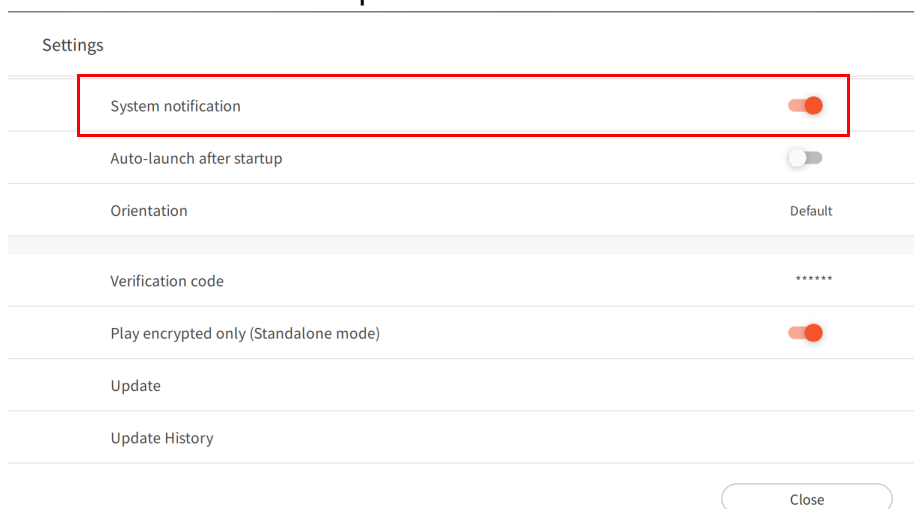 Settings
System notification
Auto-launch after startup
Orientation Default
Verification code ******
Play encrypted only (Standalone mode)
Update
Update History
Close